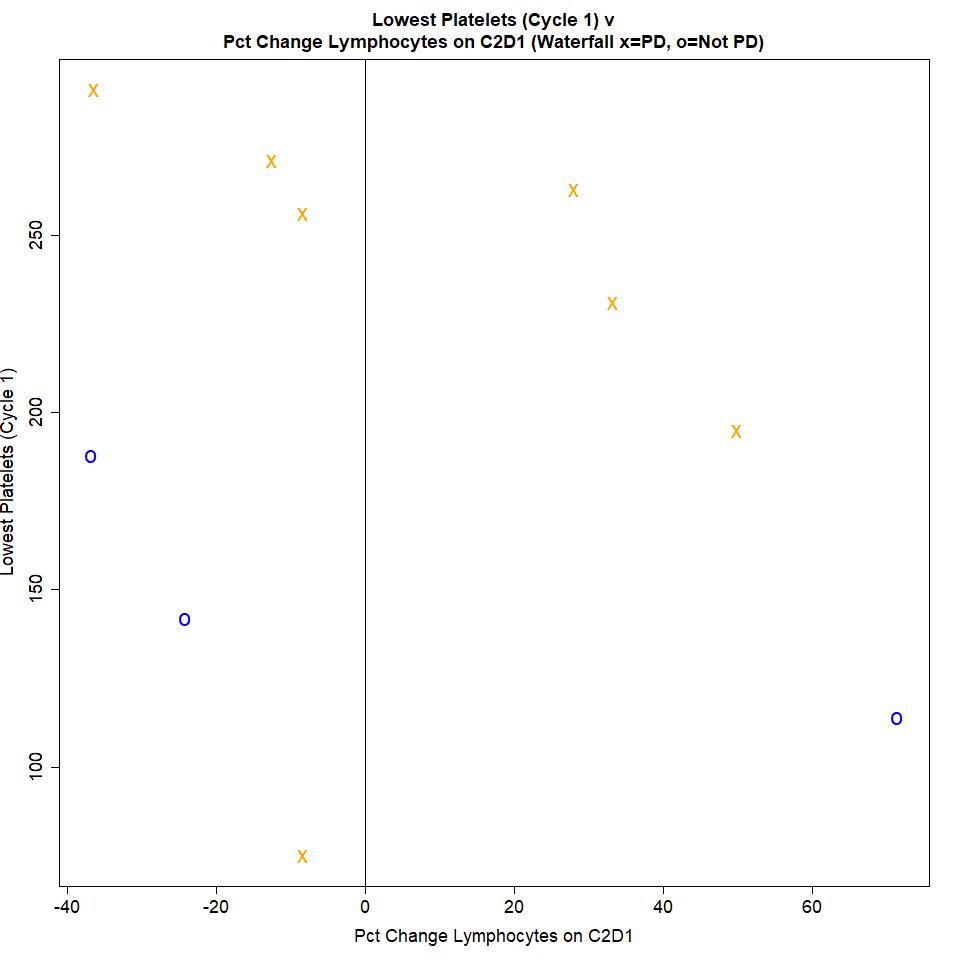 Lowest Platelets (Cycle 1) v
Pct Change Lymphocytes on C2D1 (Waterfall x=PD, o=Not PD)
Lowest Platelets (Cycle 1)
250
200
150
100
X
X
X
X
X
X
O
O
O
X
-40
-20
0
20
40
60
Pct Change Lymphocytes on C2D1